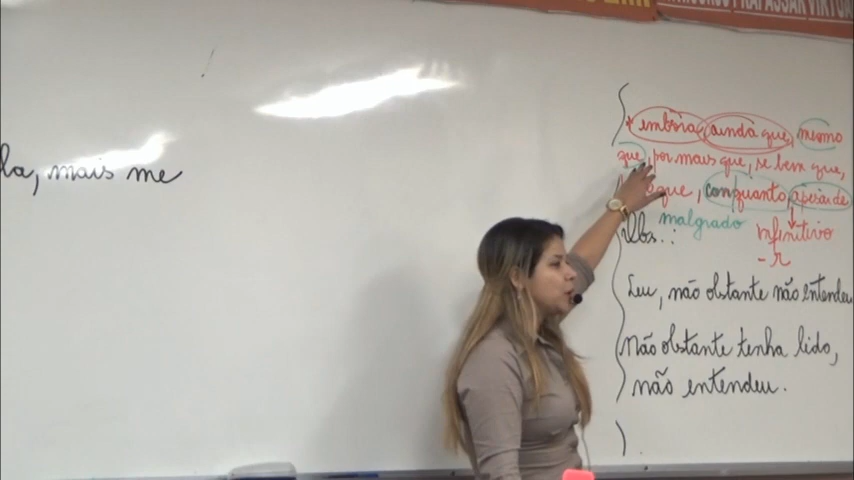 la, mais me
* embora, ainda que, mesmo
que, por mais que, se bem que,
que, conquanto, apesar de
malgrado
infinitivo
- R
Obs.:
Leu, não obstante não entendeu
Não obstante tenha lido,
não entendeu.